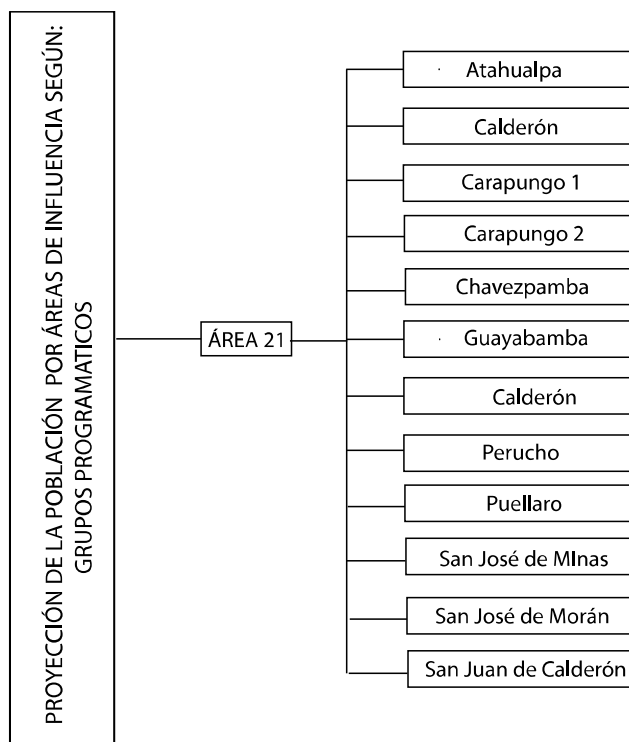 PROYECCIÓN DE LA POBLACIÓN POR ÁREAS DE INFLUENCIA SEGÚN:
GRUPOS PROGRAMATICOS
ÁREA 21
Atahualpa
Calderón
Carapungo 1
Carapungo 2
Chavezpamba
Guayabamba
Calderón
Perucho
Puellaro
San José de MInas
San José de Morán
San Juan de Calderón